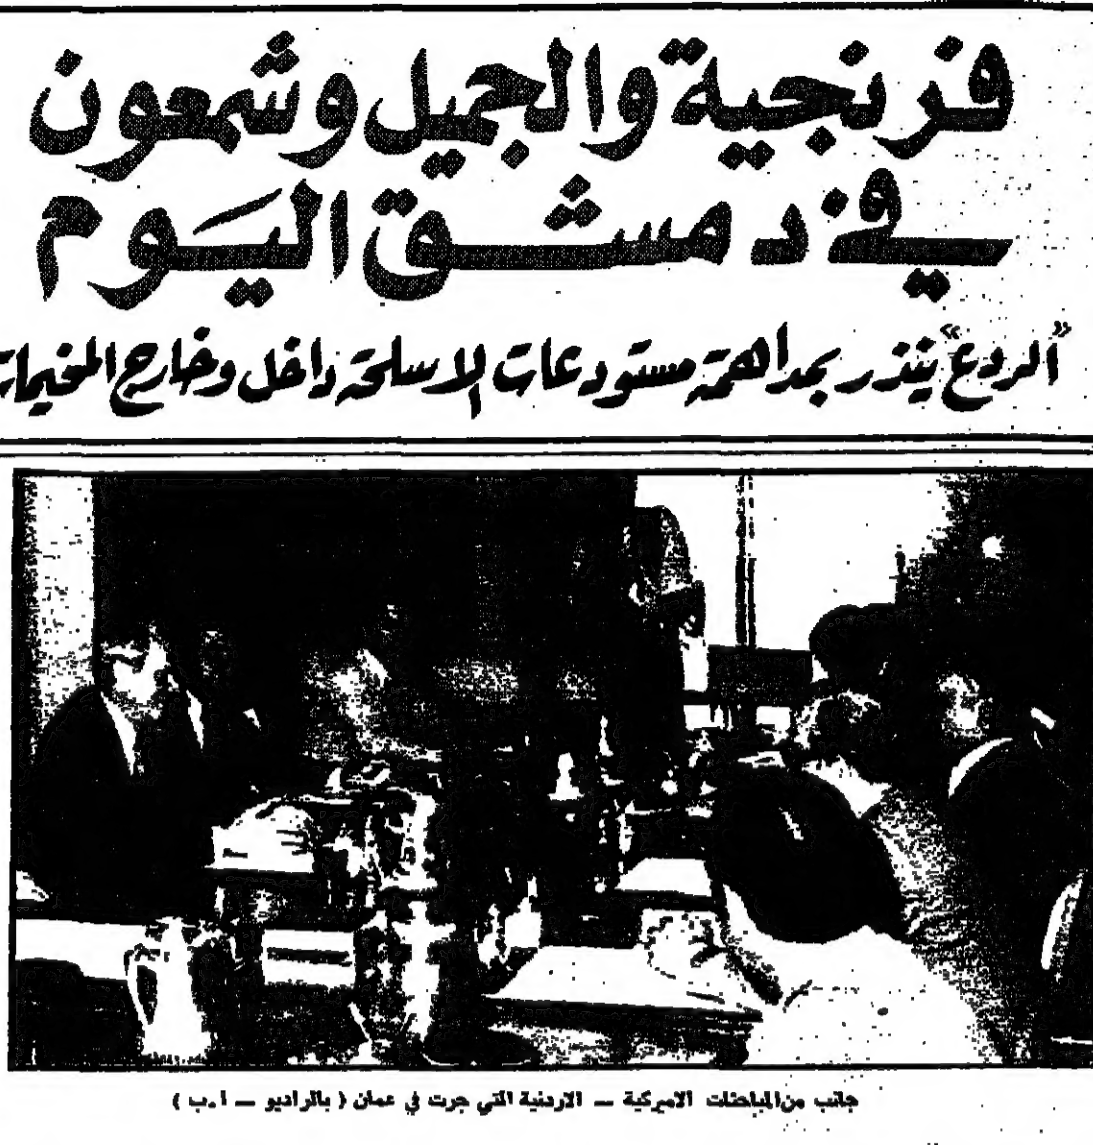 فرنجية والجميل وشمعون
في دمشق اليوم
"الردع" ينذر بمداهمة مستودعات الاسلحة داخل وخارج المخيمات
جانب من المباحثات الاميركية — الاردنية التي جرت في عمان ( بالراديو — ا.ب )